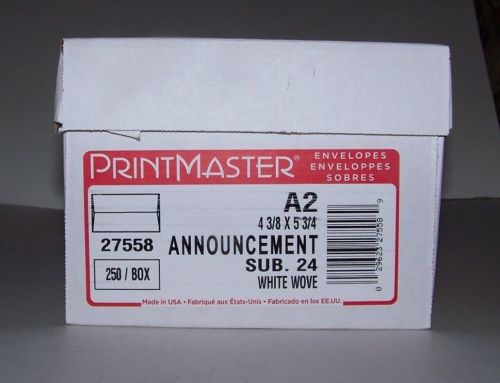 PRINTMASTER®
ENVELOPES
ENVELOPPES
SOBRES
A2
4 3/8 X 5 3/4
27558 ANNOUNCEMENT
SUB. 24
250 / BOX
WHITE WOVE
0 29623 27558 9
Made in USA • Fabriqué aux États-Unis • Fabricado en los EE.UU.